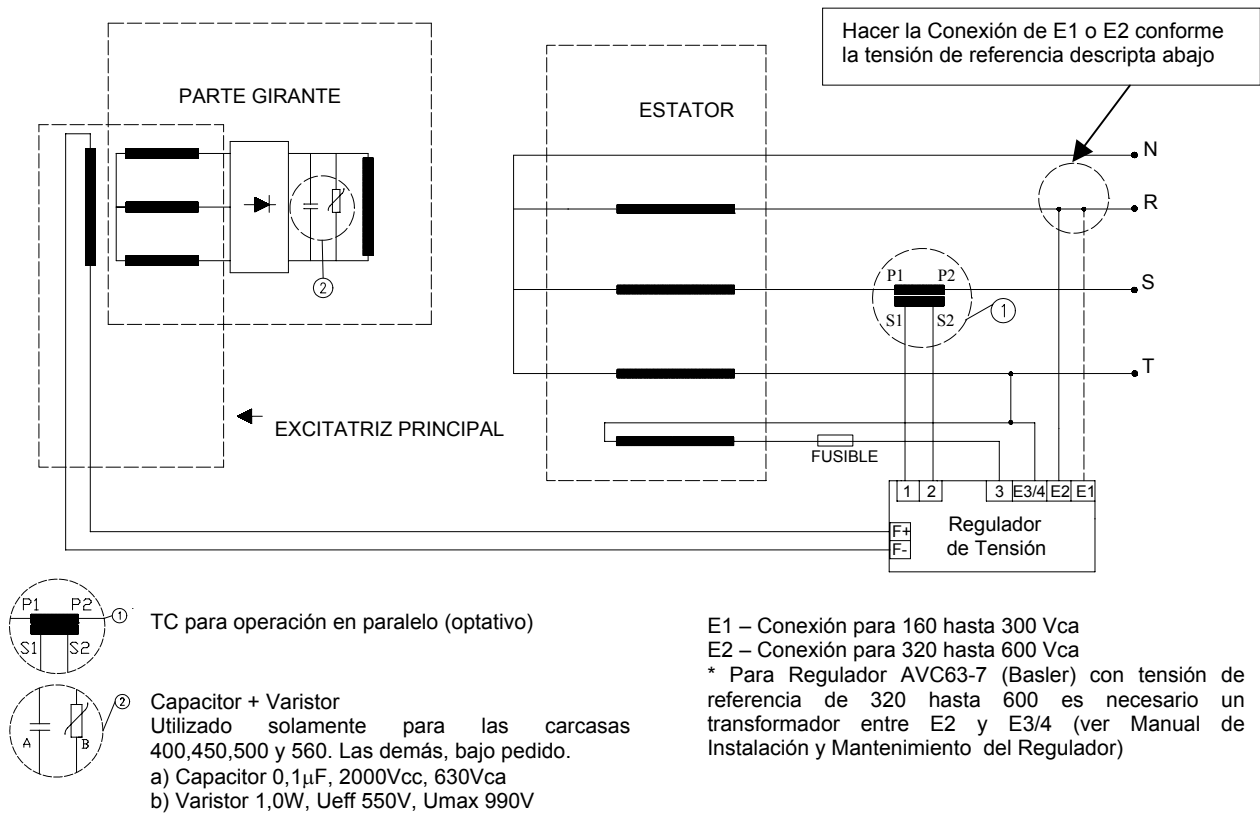 Hacer la Conexión de E1 o E2 conforme
la tensión de referencia descripta abajo
PARTE GIRANTE
ESTATOR
N
R
2
P1 P2
S
S1 S2
1
T
EXCITATRIZ PRINCIPAL
FUSIBLE
1 2 3 E3/4 E2 E1
F+
F-
Regulador
de Tensión
P1 P2
S1 S2
1
TC para operación en paralelo (optativo)
A B
2
Capacitor + Varistor
Utilizado solamente para las carcasas
400,450,500 y 560. Las demás, bajo pedido.
a) Capacitor 0,1μF, 2000Vcc, 630Vca
b) Varistor 1,0W, Ueff 550V, Umax 990V
E1 – Conexión para 160 hasta 300 Vca
E2 – Conexión para 320 hasta 600 Vca
* Para Regulador AVC63-7 (Basler) con tensión de
referencia de 320 hasta 600 es necesario un
transformador entre E2 y E3/4 (ver Manual de
Instalación y Mantenimiento del Regulador)